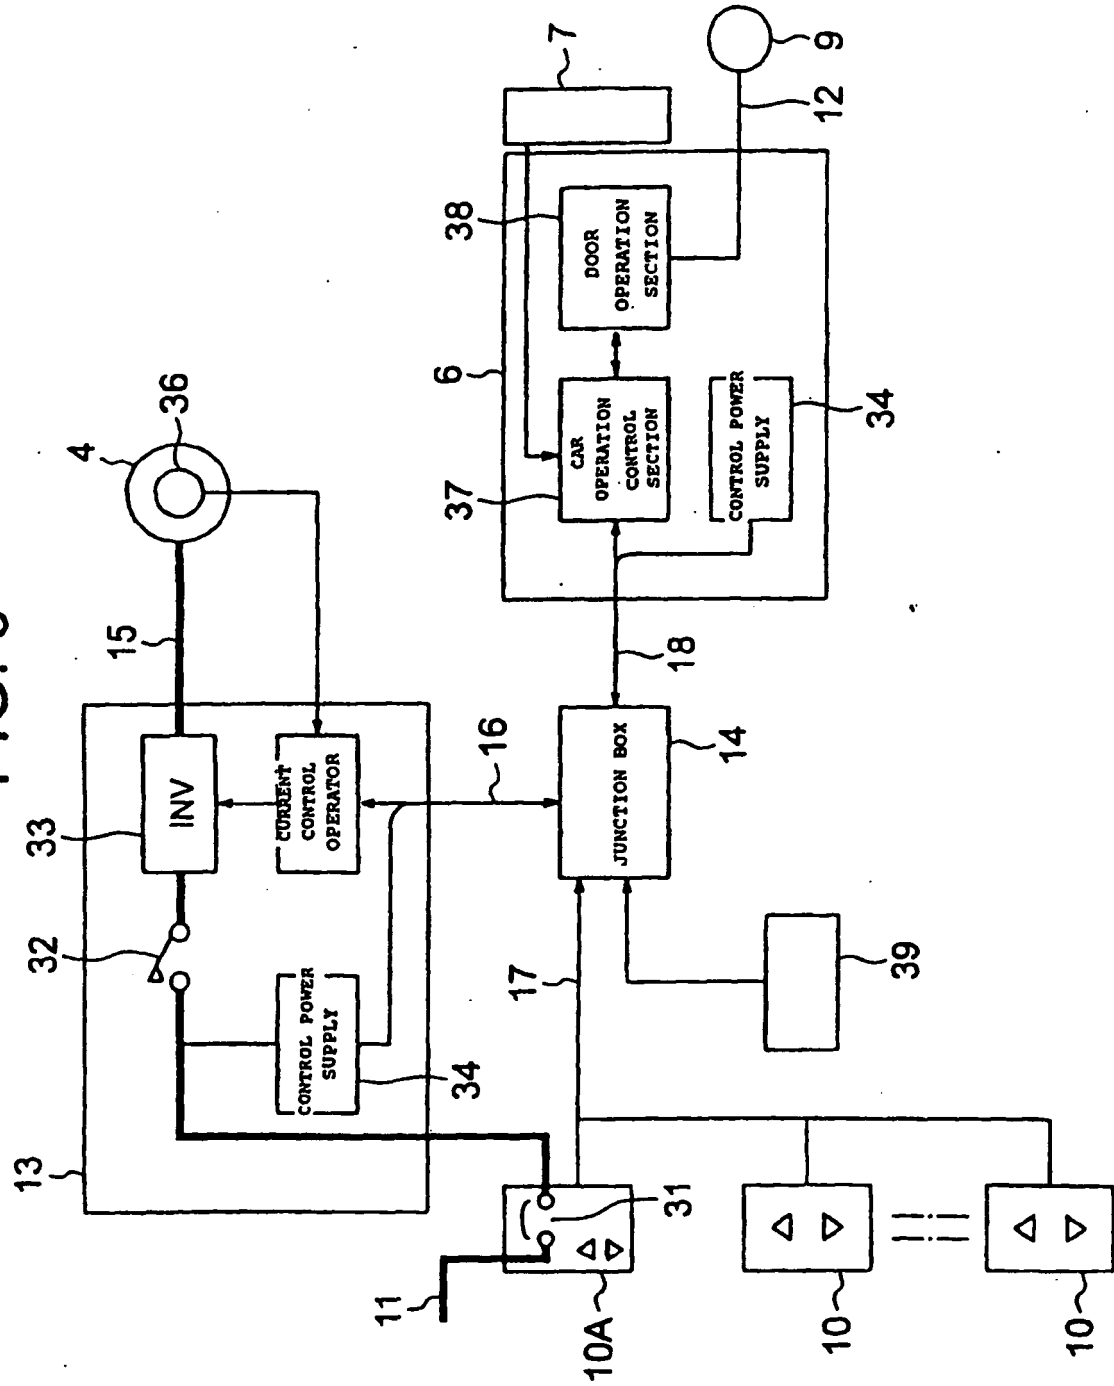 13
32
33
4
15
INV
36
CONTROL POWER
SUPPLY
CURRENT
CONTROL
OPERATOR
11
34
6
37
38
16
17
7
10A
31
JUNCTION BOX
CAR
OPERATION
CONTROL
SECTION
DOOR
OPERATION
SECTION
18
14
CONTROL POWER
SUPPLY
10
39
34
12
9
10